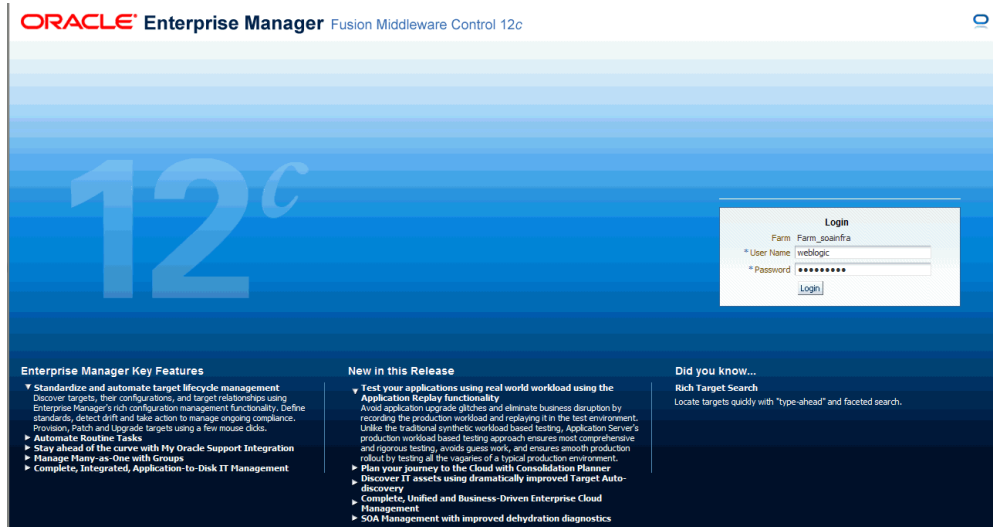 ORACLE Enterprise Manager Fusion Middleware Control 12c
12c
Login
Farm Farm_soainfra
* User Name weblogic
* Password •••••••••
Login
Enterprise Manager Key Features
Standardize and automate target lifecycle management
Discover targets, their configurations, and target relationships using
Enterprise Manager's rich configuration management functionality. Define
standards, detect drift and take action to manage ongoing compliance.
Provision, Patch and Upgrade targets using a few mouse clicks.
Automate Routine Tasks
Stay ahead of the curve with My Oracle Support Integration
Manage Many-as-One with Groups
Complete, Integrated, Application-to-Disk IT Management
New in this Release
Test your applications using real world workload using the
Application Replay functionality
Avoid application upgrade glitches and eliminate business disruption by
recording the production workload and replaying it in the test environment.
Unlike the traditional synthetic workload based testing, Application Server's
production workload based testing approach ensures most comprehensive
and rigorous testing, avoids guess work, and ensures smooth production
rollout by testing all the vagaries of a typical production environment.
Plan your journey to the Cloud with Consolidation Planner
Discover IT assets using dramatically improved Target Auto-
discovery
Complete, Unified and Business-Driven Enterprise Cloud
Management
SOA Management with improved dehydration diagnostics
Did you know...
Rich Target Search
Locate targets quickly with "type-ahead" and faceted search.